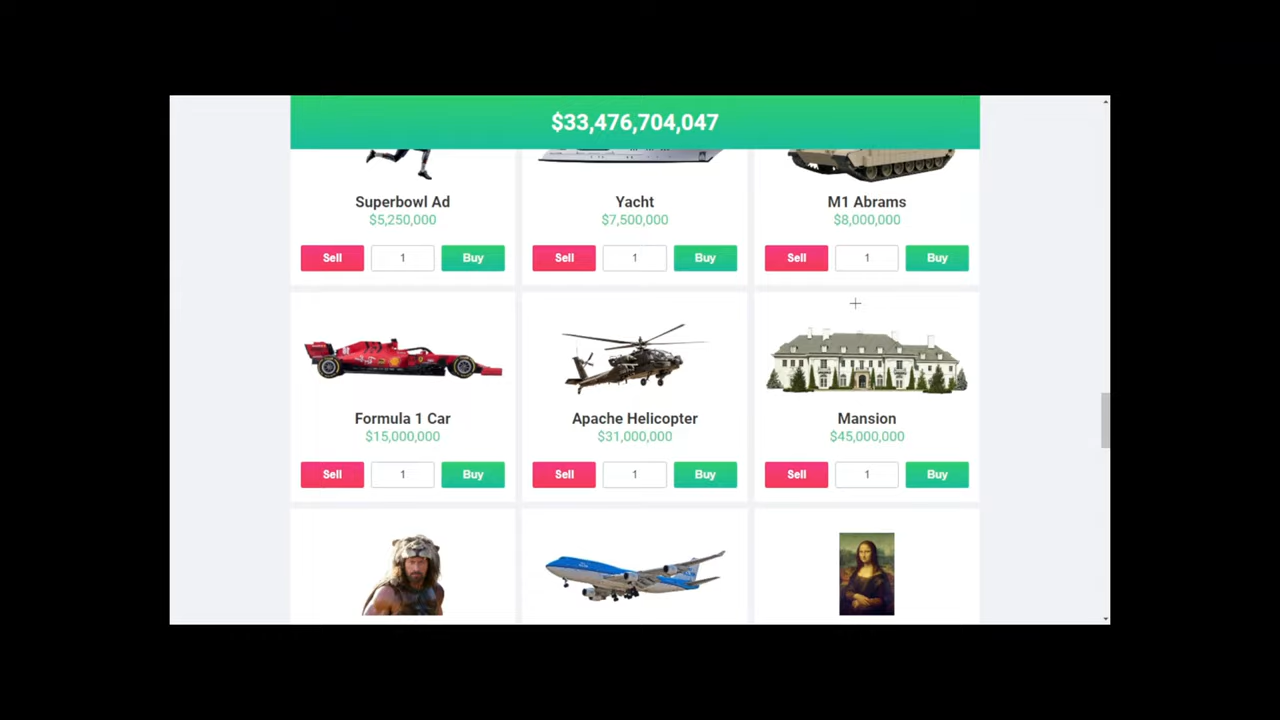 $33,476,704,047
Superbowl Ad
$5,250,000
Sell 1 Buy
Yacht
$7,500,000
Sell 1 Buy
M1 Abrams
$8,000,000
Sell 1 Buy
Formula 1 Car
$15,000,000
Sell 1 Buy
Apache Helicopter
$31,000,000
Sell 1 Buy
Mansion
$45,000,000
Sell 1 Buy